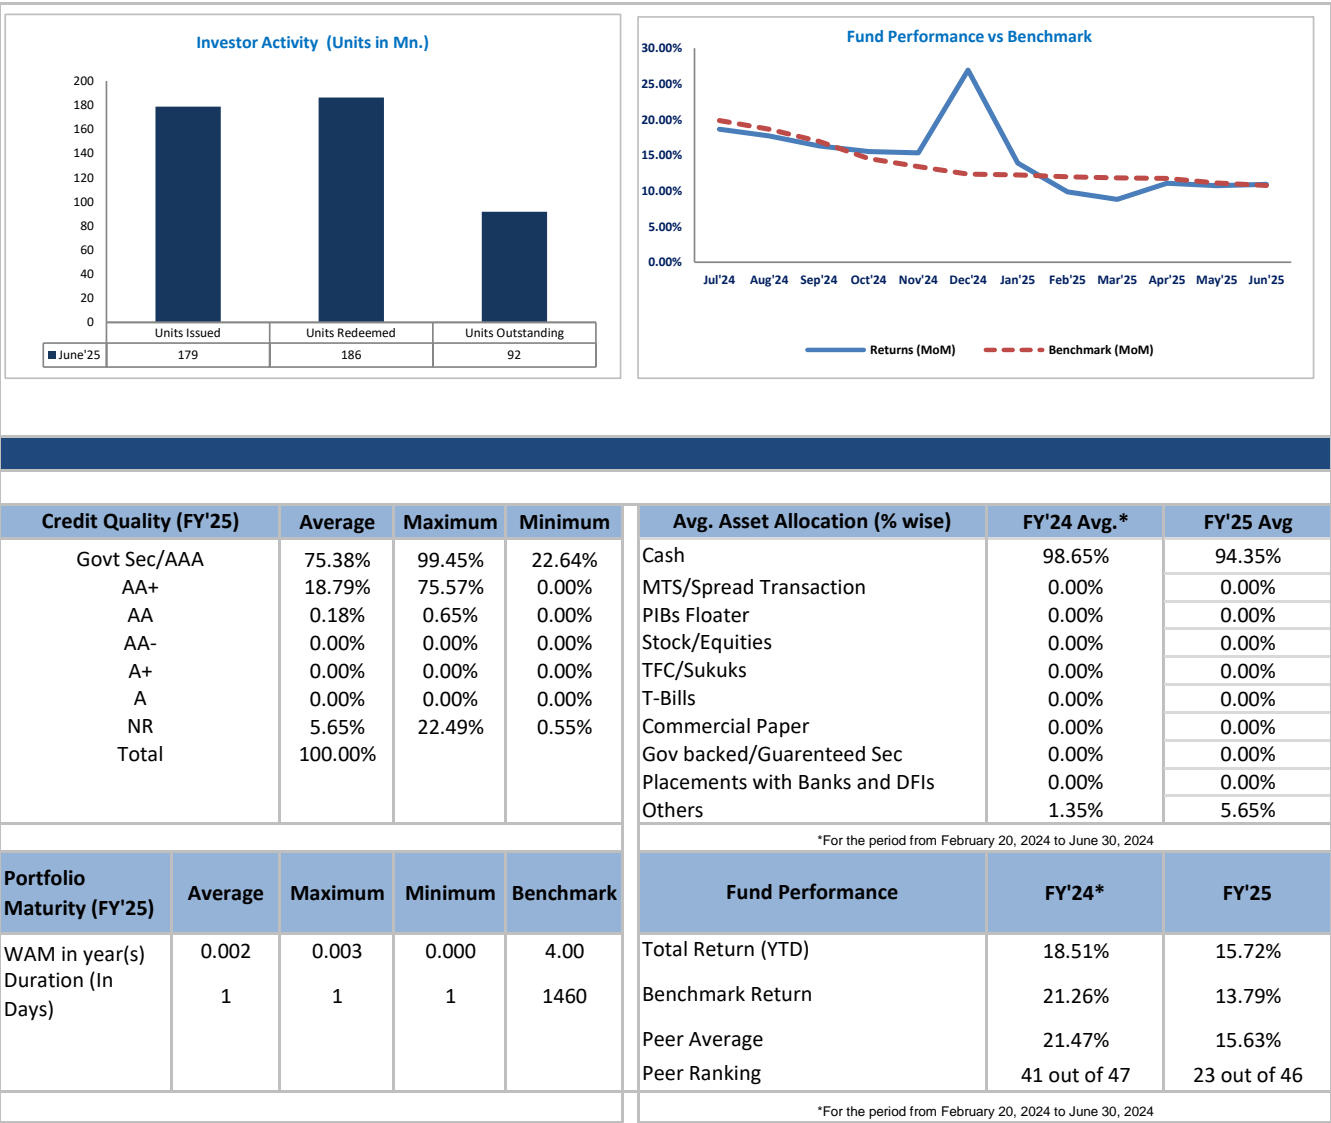 Investor Activity (Units in Mn.)
200
180
160
140
120
100
80
60
40
20
0
Units Issued Units Redeemed Units Outstanding
June'25 179 186 92
Fund Performance vs Benchmark
30.00%
25.00%
20.00%
15.00%
10.00%
5.00%
0.00%
Jul'24 Aug'24 Sep'24 Oct'24 Nov'24 Dec'24 Jan'25 Feb'25 Mar'25 Apr'25 May'25 Jun'25
Returns (MoM) Benchmark (MoM)
Credit Quality (FY'25) Average Maximum Minimum
Govt Sec/AAA 75.38% 99.45% 22.64%
AA+ 18.79% 75.57% 0.00%
AA 0.18% 0.65% 0.00%
AA- 0.00% 0.00% 0.00%
A+ 0.00% 0.00% 0.00%
A 0.00% 0.00% 0.00%
NR 5.65% 22.49% 0.55%
Total 100.00%
Avg. Asset Allocation (% wise) FY'24 Avg.* FY'25 Avg
Cash 98.65% 94.35%
MTS/Spread Transaction 0.00% 0.00%
PIBs Floater 0.00% 0.00%
Stock/Equities 0.00% 0.00%
TFC/Sukuks 0.00% 0.00%
T-Bills 0.00% 0.00%
Commercial Paper 0.00% 0.00%
Gov backed/Guarenteed Sec 0.00% 0.00%
Placements with Banks and DFIs 0.00% 0.00%
Others 1.35% 5.65%
*For the period from February 20, 2024 to June 30, 2024
Portfolio
Maturity (FY'25) Average Maximum Minimum Benchmark
WAM in year(s) 0.002 0.003 0.000 4.00
Duration (In
Days) 1 1 1 1460
Fund Performance FY'24* FY'25
Total Return (YTD) 18.51% 15.72%
Benchmark Return 21.26% 13.79%
Peer Average 21.47% 15.63%
Peer Ranking 41 out of 47 23 out of 46
*For the period from February 20, 2024 to June 30, 2024